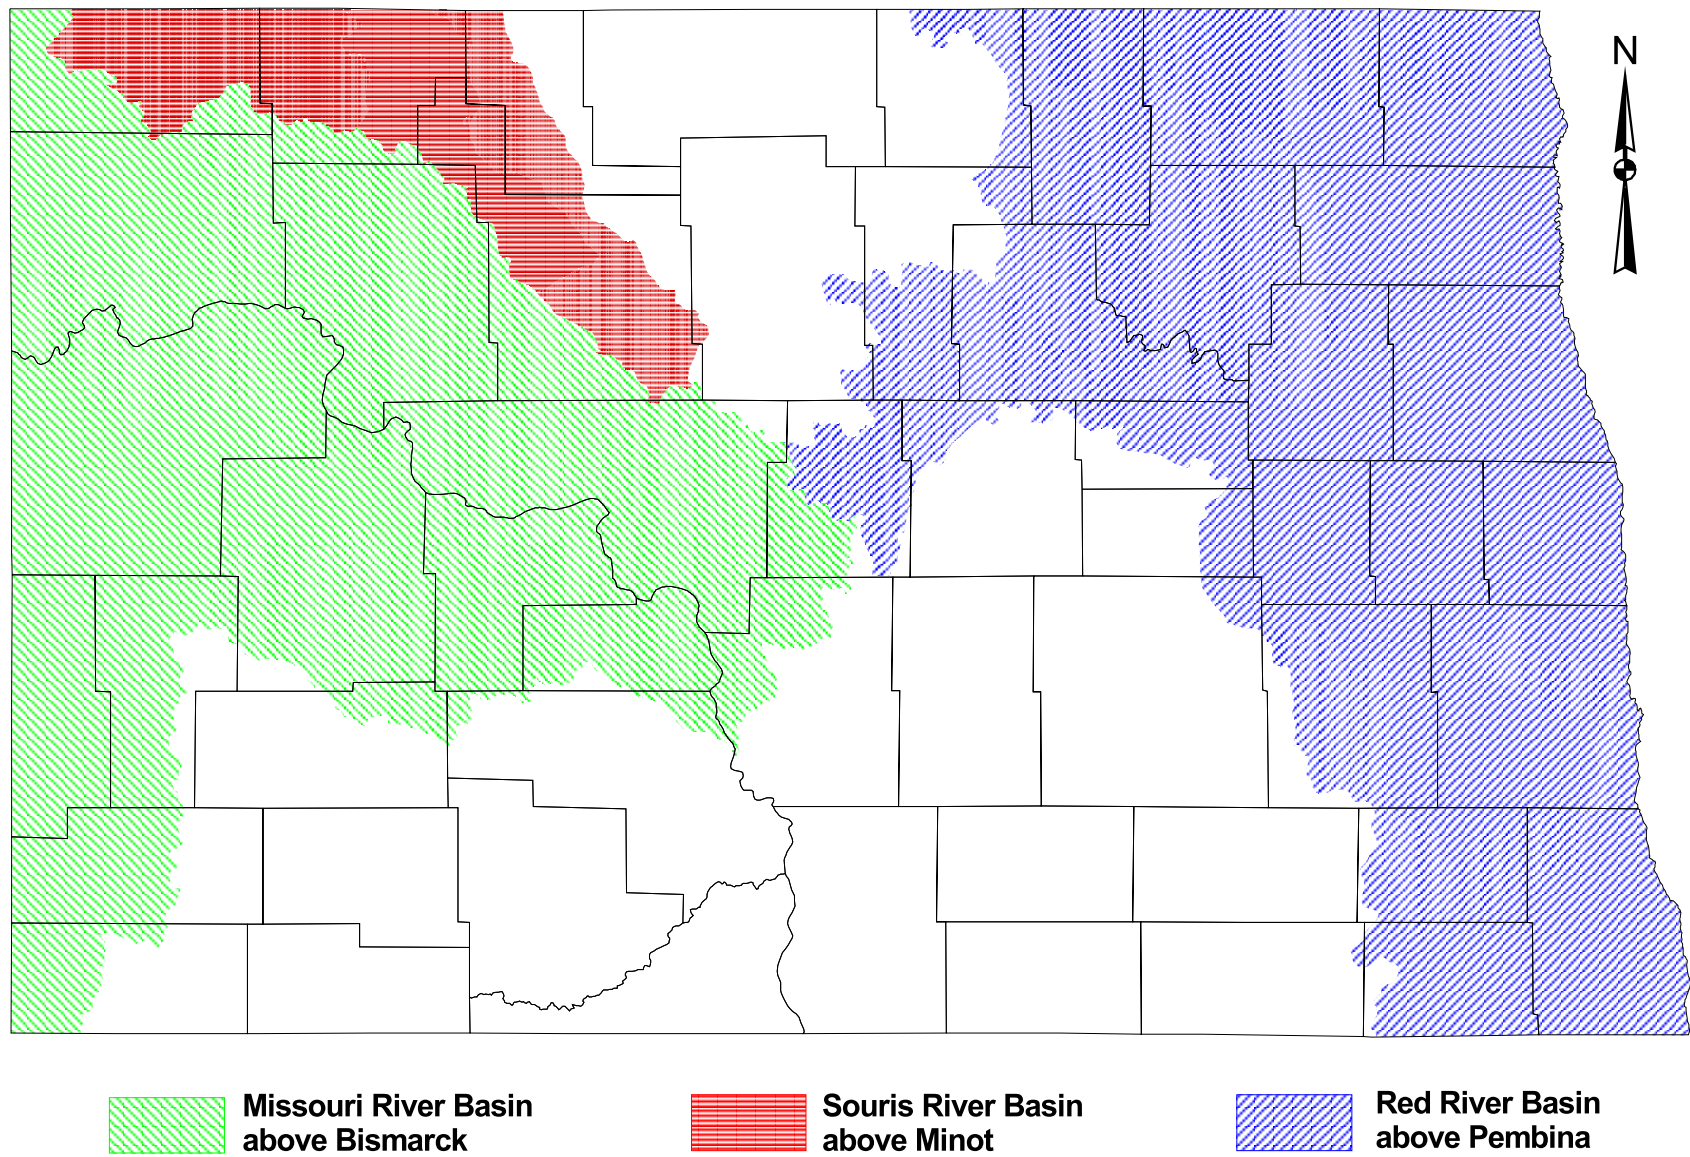 N
Missouri River Basin
above Bismarck
Souris River Basin
above Minot
Red River Basin
above Pembina